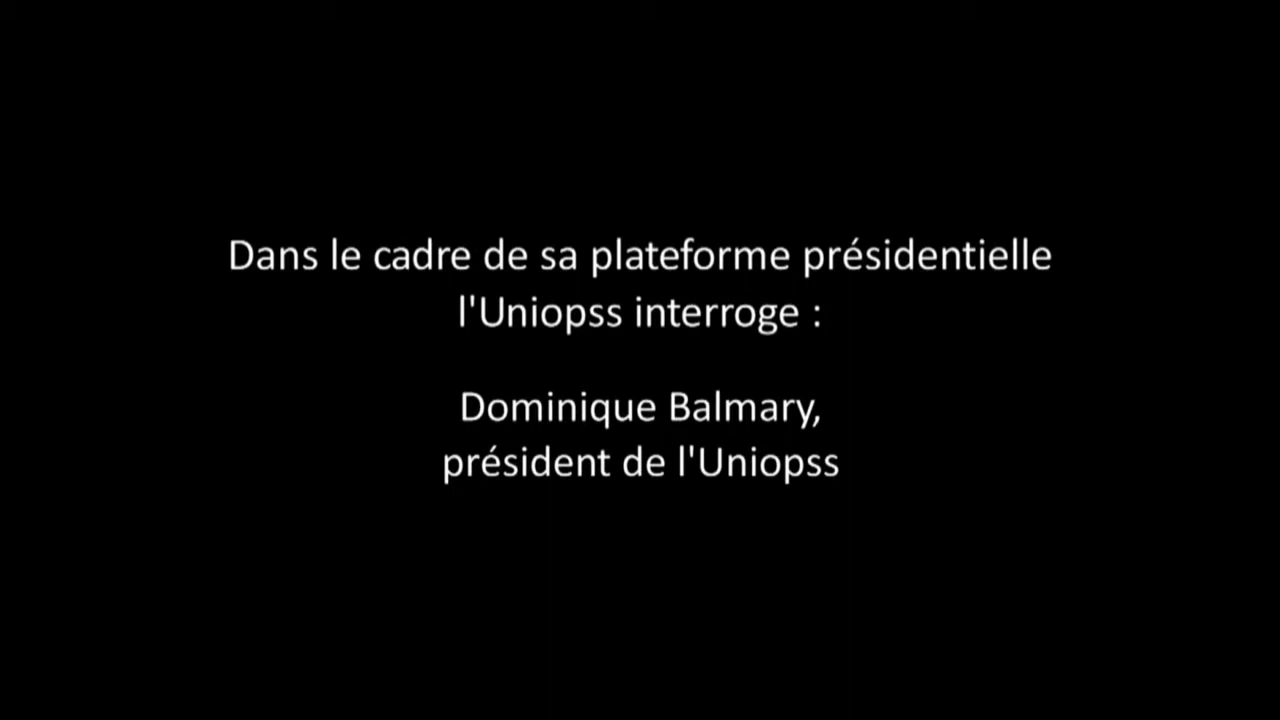 Dans le cadre de sa plateforme présidentielle
l'Uniopss interroge :
Dominique Balmary,
président de l'Uniopss